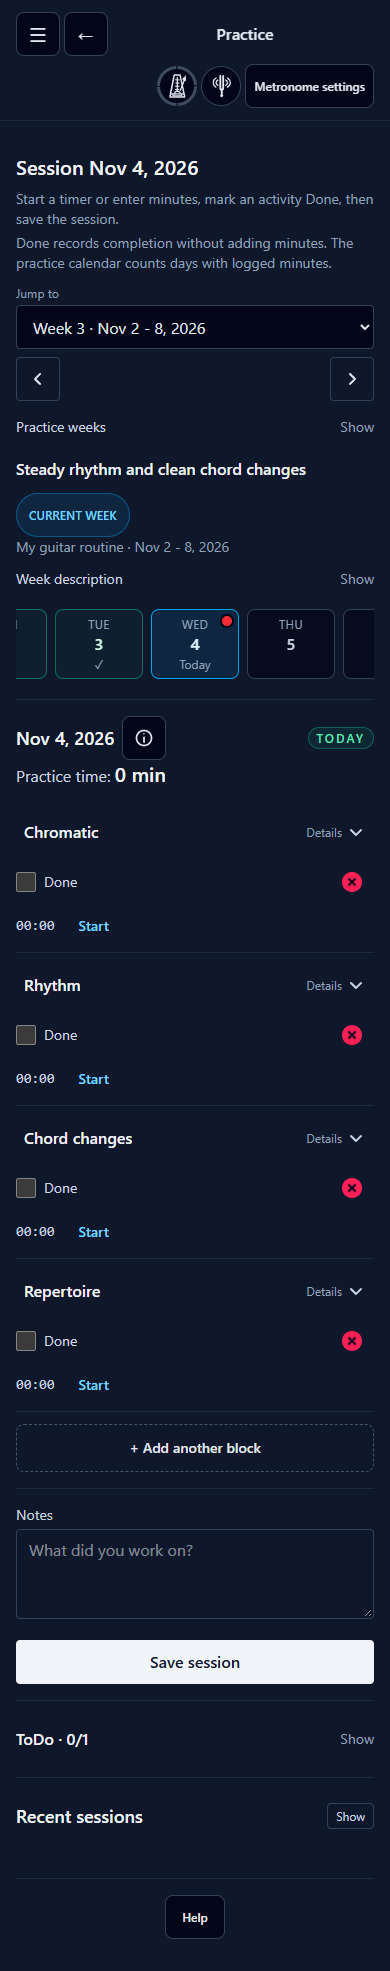 ☰ ← Practice
Metronome settings
Session Nov 4, 2026
Start a timer or enter minutes, mark an activity Done, then
save the session.
Done records completion without adding minutes. The
practice calendar counts days with logged minutes.
Jump to
Week 3 · Nov 2 - 8, 2026
Practice weeks Show
Steady rhythm and clean chord changes
CURRENT WEEK
My guitar routine · Nov 2 - 8, 2026
Week description Show
TUE WED THU
3 4 5
✓ Today
Nov 4, 2026 TODAY
Practice time: 0 min
Chromatic Details
Done
00:00 Start
Rhythm Details
Done
00:00 Start
Chord changes Details
Done
00:00 Start
Repertoire Details
Done
00:00 Start
+ Add another block
Notes
What did you work on?
Save session
ToDo · 0/1 Show
Recent sessions Show
Help